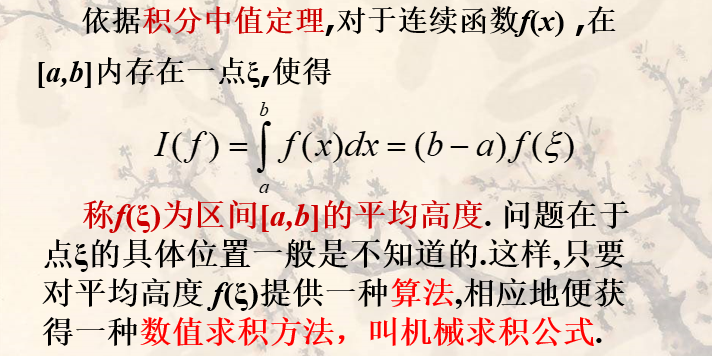 依据积分中值定理,对于连续函数f(x) ,在
[a,b]内存在一点ξ,使得
I(f) = ∫_a^b f(x)dx = (b − a)f(ξ)
称f(ξ)为区间[a,b]的平均高度. 问题在于
点ξ的具体位置一般是不知道的.这样,只要
对平均高度 f(ξ)提供一种算法,相应地便获
得一种数值求积方法，叫机械求积公式.